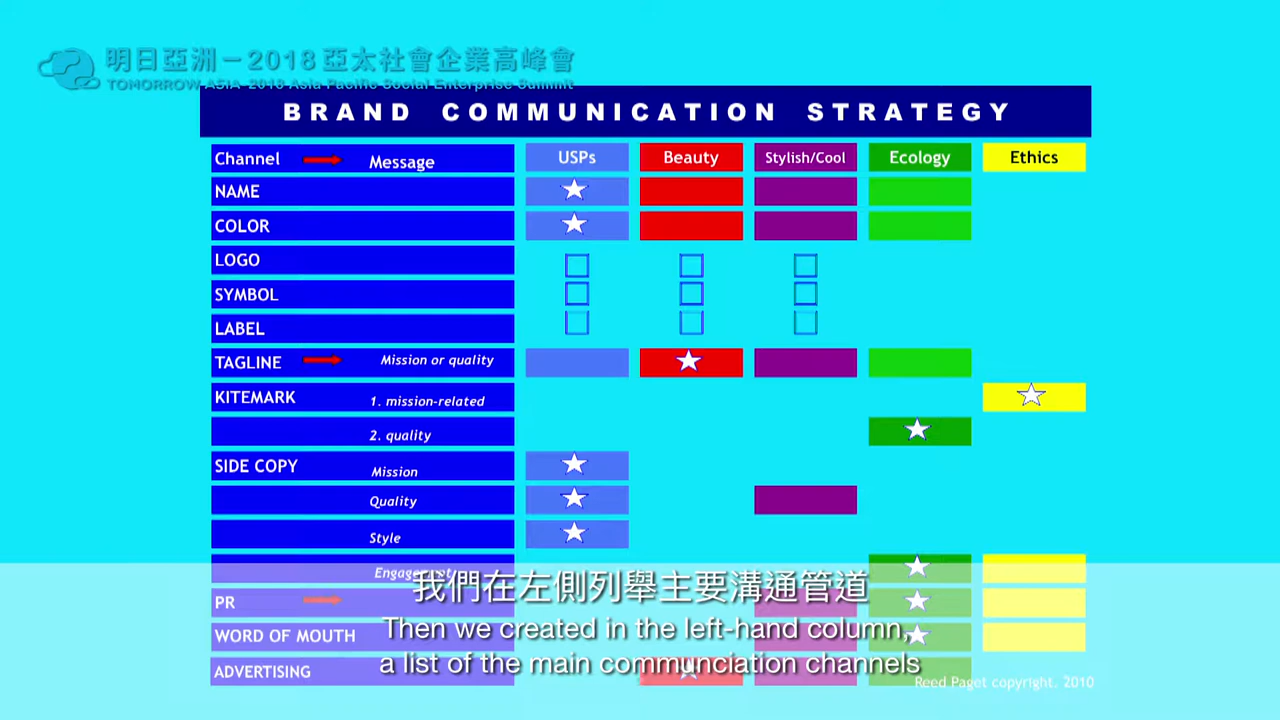 明日亞洲－2018亞太社會企業高峰會
TOMORROW ASIA 2018 Asia Pacific Social Enterprise Summit
BRAND COMMUNICATION STRATEGY
Channel Message USPs Beauty Stylish/Cool Ecology Ethics
NAME
COLOR
LOGO
SYMBOL
LABEL
TAGLINE Mission or quality
KITEMARK 1. mission-related
2. quality
SIDE COPY Mission
Quality
Style
Engagement
我們在左側列舉主要溝通管道
PR
Then we created in the left-hand column,
WORD OF MOUTH
a list of the main communciation channels
ADVERTISING
Reed Paget copyright. 2010